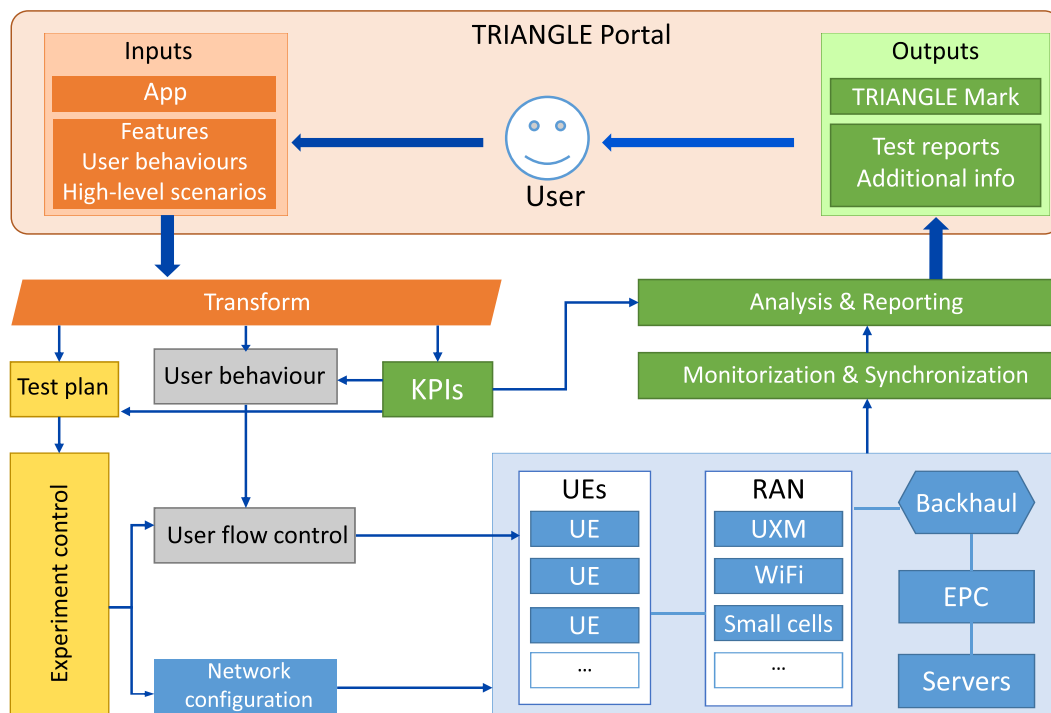 TRIANGLE Portal
Inputs
App
Features
User behaviours
High-level scenarios
User
Outputs
TRIANGLE Mark
Test reports
Additional info
Transform
Analysis & Reporting
Test plan
User behaviour
KPIs
Monitorization & Synchronization
Experiment control
User flow control
Network
configuration
UEs
UE
UE
UE
...
RAN
UXM
WiFi
Small cells
...
Backhaul
EPC
Servers